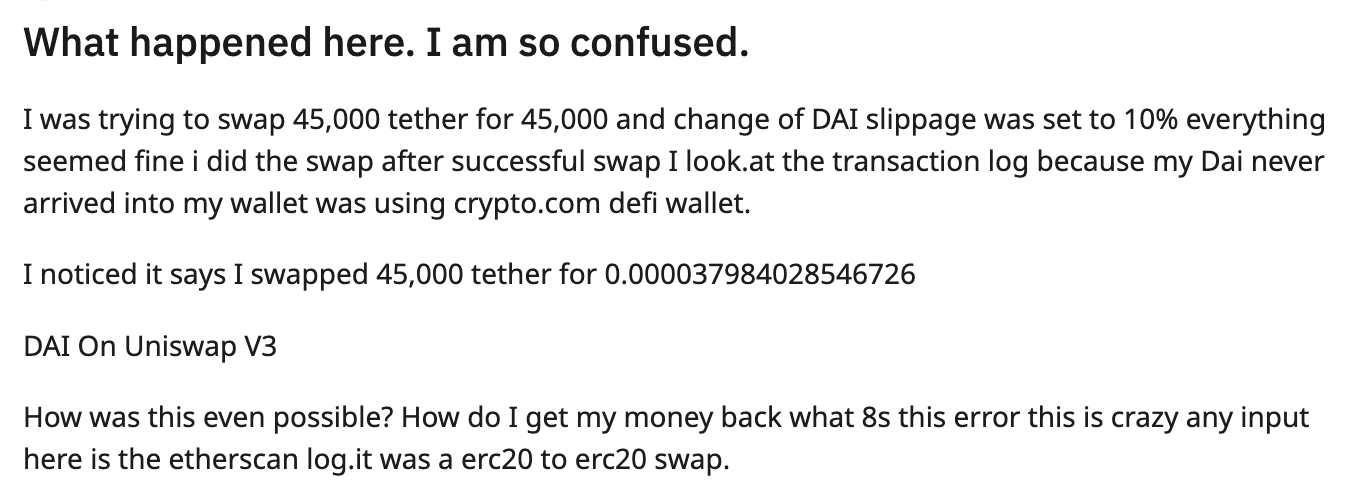 What happened here. I am so confused.
I was trying to swap 45,000 tether for 45,000 and change of DAI slippage was set to 10% everything
seemed fine i did the swap after successful swap I look.at the transaction log because my Dai never
arrived into my wallet was using crypto.com defi wallet.
I noticed it says I swapped 45,000 tether for 0.000037984028546726
DAI On Uniswap V3
How was this even possible? How do I get my money back what 8s this error this is crazy any input
here is the etherscan log.it was a erc20 to erc20 swap.